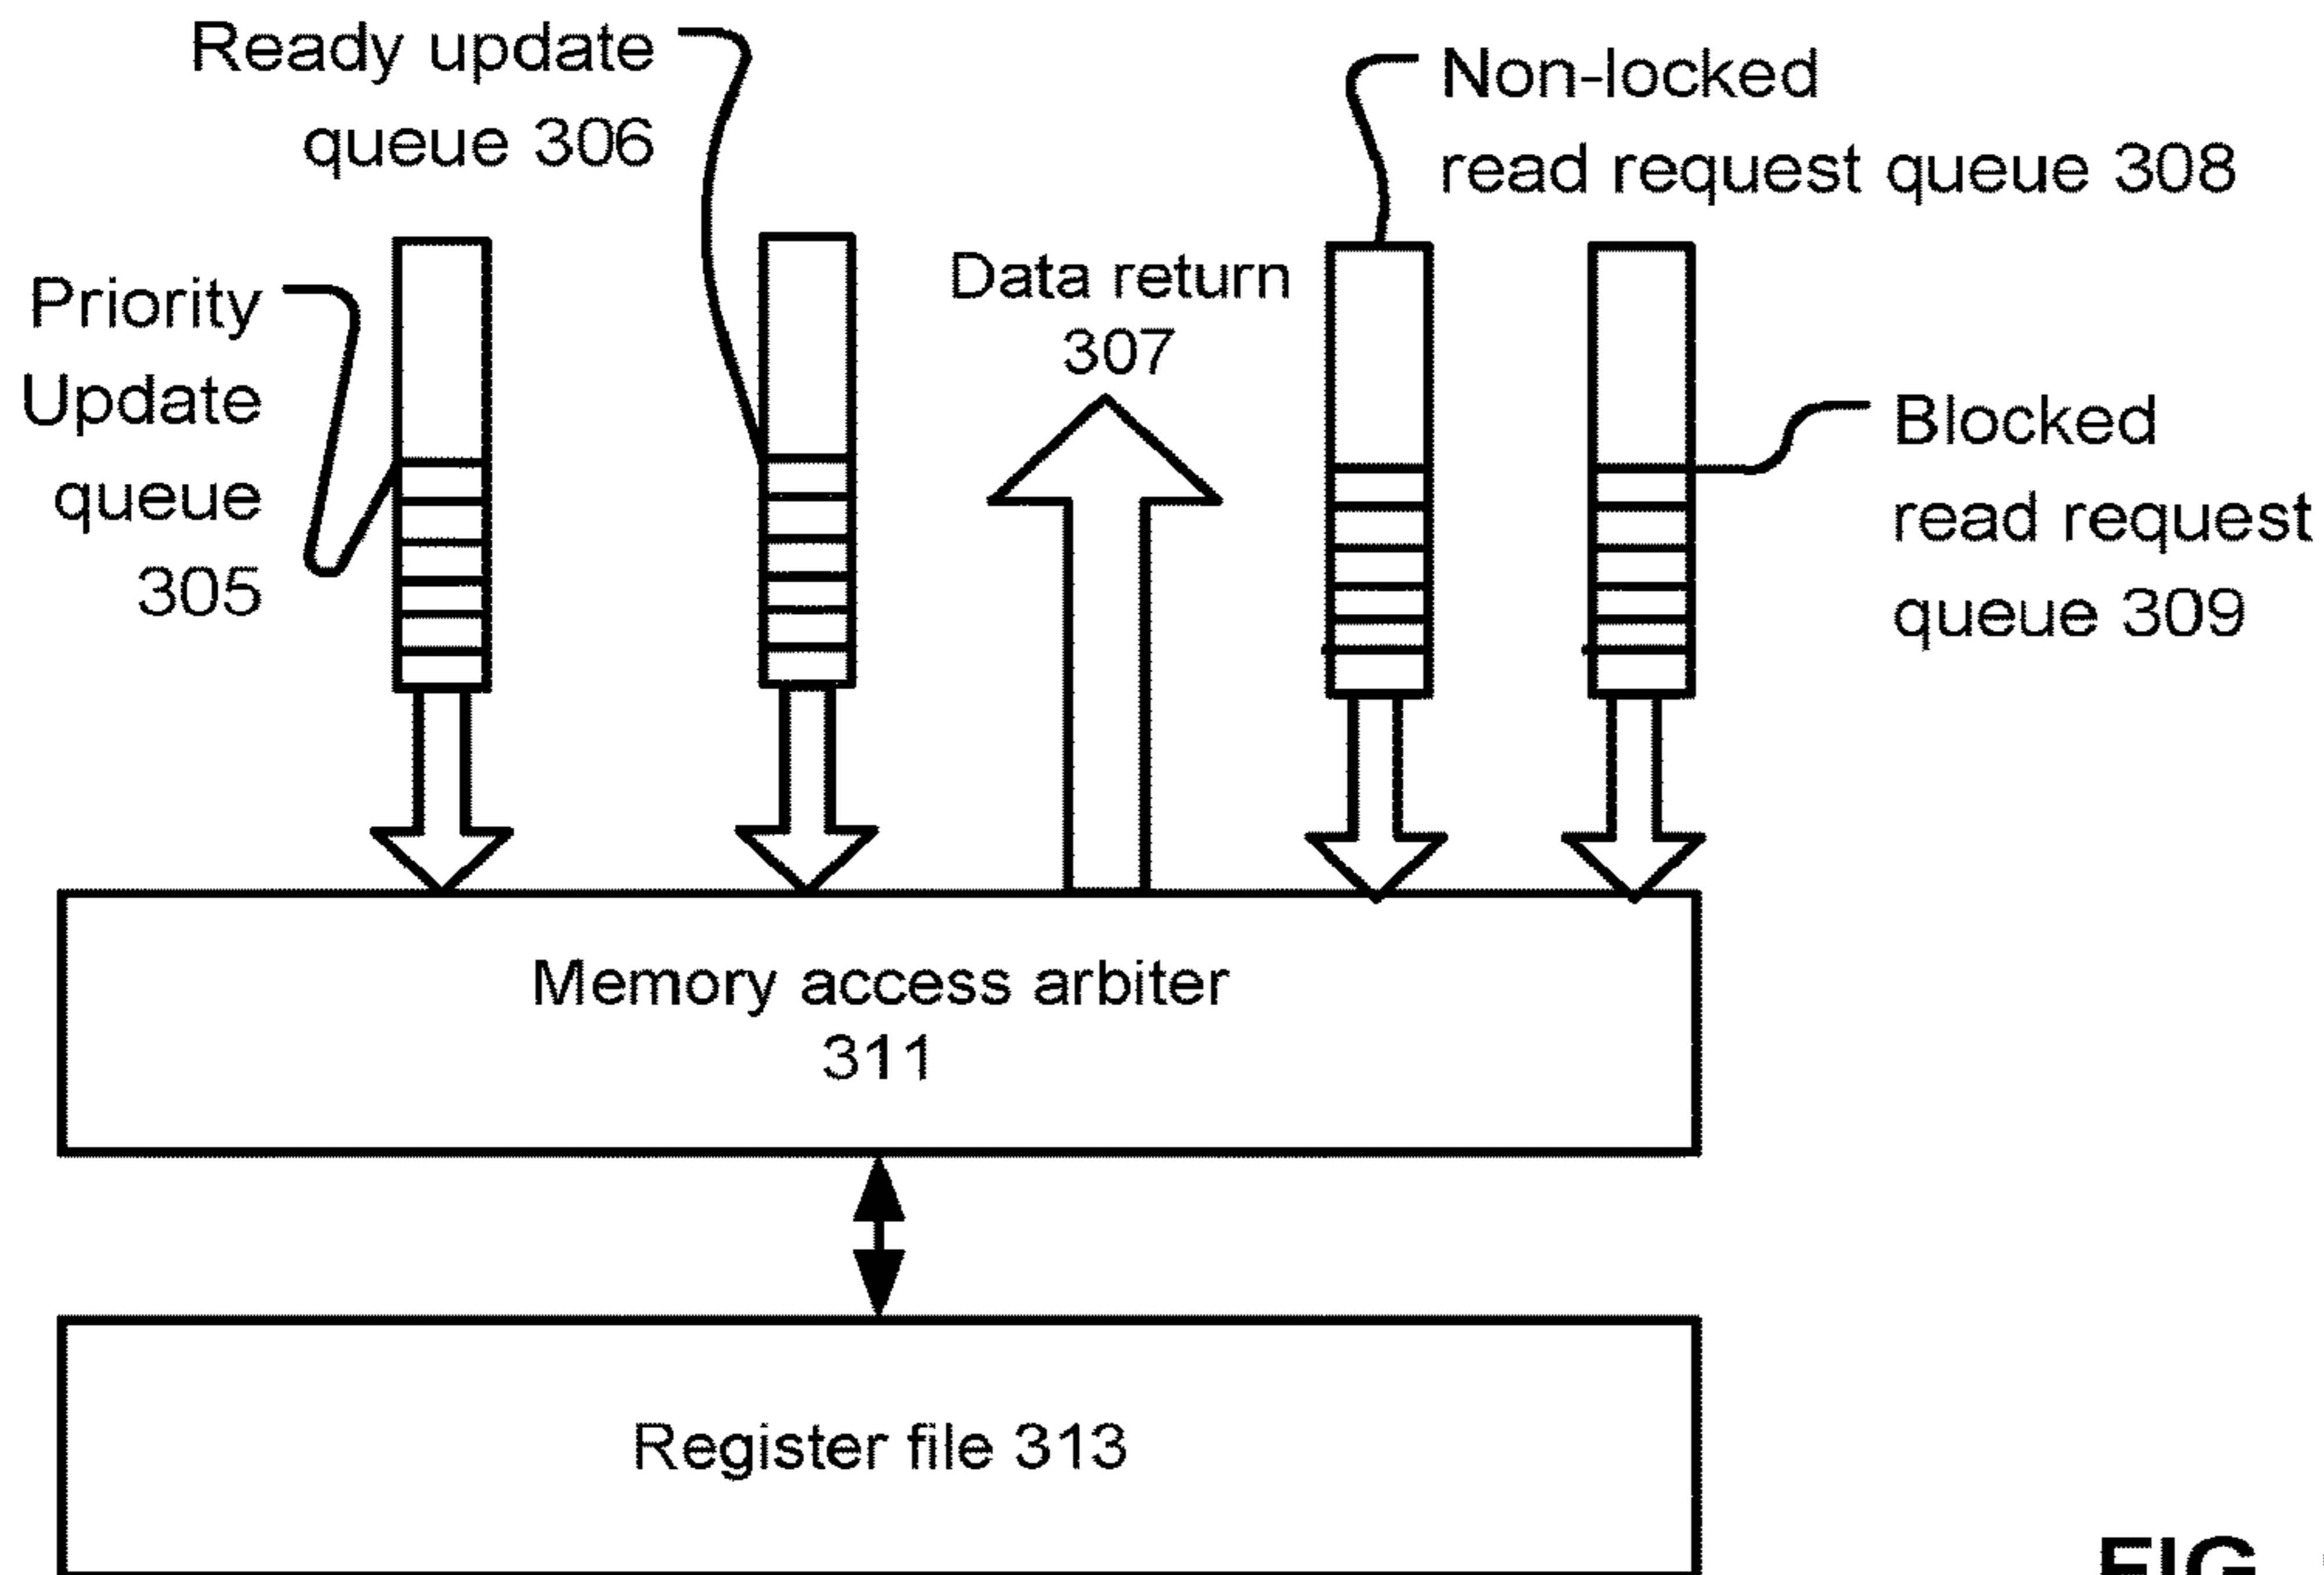 Ready update
queue 306
Non-locked
read request queue 308
Priority
Update
queue
305
Data return
307
Blocked
read request
queue 309
Memory access arbiter
311
Register file 313
FIG